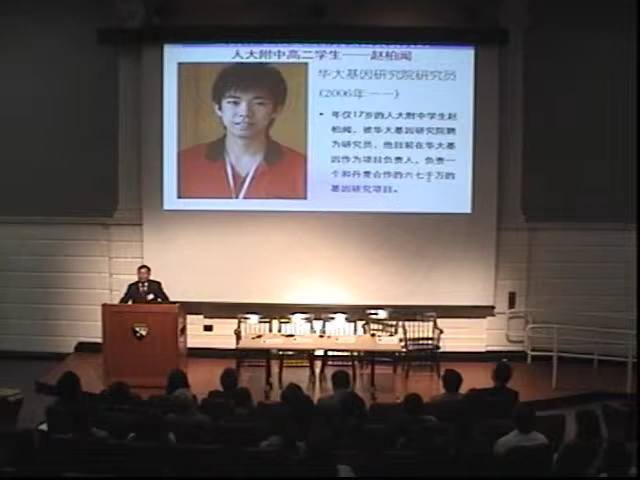 人大附中高二学生——赵柏闻
华大基因研究院研究员
(2006年——)
• 年仅17岁的人大附中学生赵
柏闻，被华大基因研究院聘
为研究员，他目前在华大基
因作为项目负责人，负责一
个和丹麦合作的六七千万的
基因研究项目。